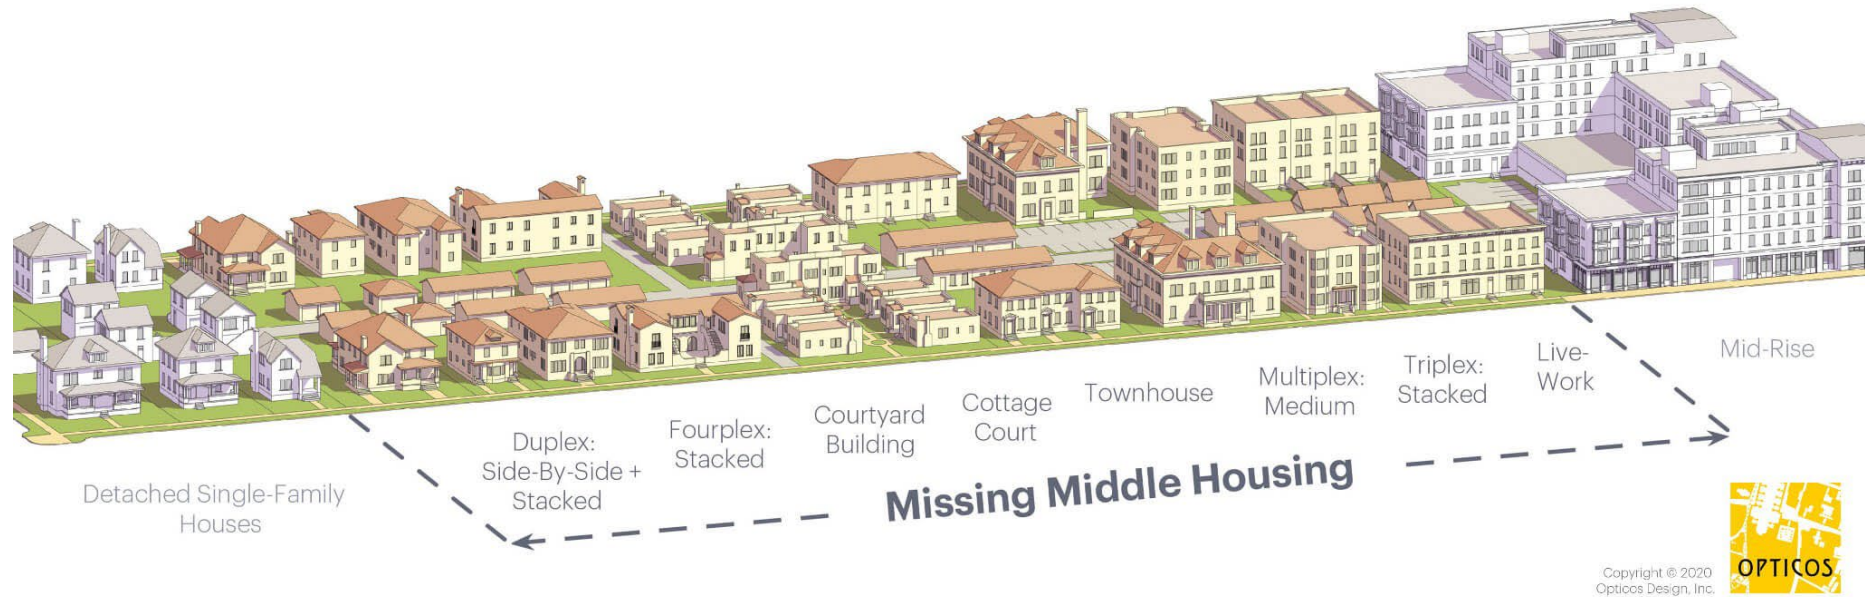 Detached Single-Family
Houses
Duplex:
Side-By-Side +
Stacked
Fourplex:
Stacked
Courtyard
Building
Cottage
Court
Townhouse
Multiplex:
Medium
Triplex:
Stacked
Live-
Work
Mid-Rise
Missing Middle Housing
Copyright © 2020
Opticos Design, Inc.
OPTICOS